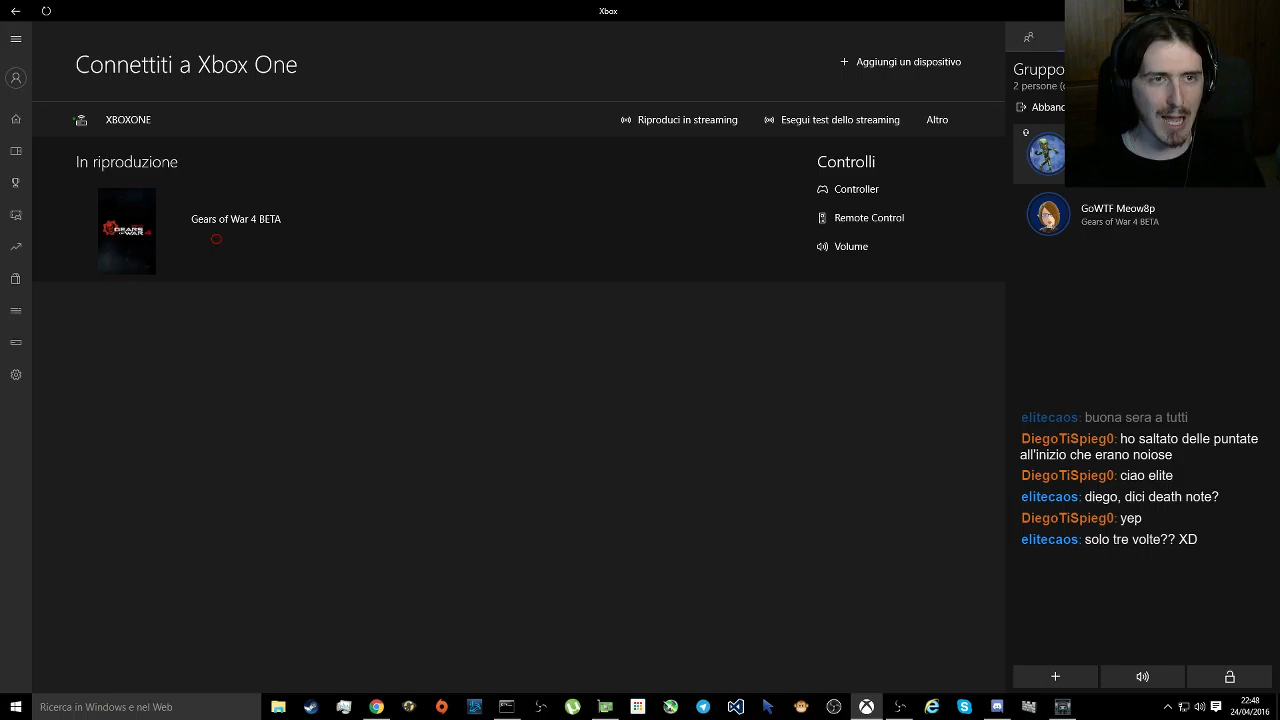 Xbox
Connettiti a Xbox One
Aggiungi un dispositivo
XBOXONE
Riproduci in streaming
Esegui test dello streaming
Altro
In riproduzione
GEARS OF WAR 4
Gears of War 4 BETA
Controlli
Controller
Remote Control
Volume
Gruppo
2 persone (
Abband
GoWTF Meow8p
Gears of War 4 BETA
elitecaos: buona sera a tutti
DiegoTiSpieg0: ho saltato delle puntate
all'inizio che erano noiose
DiegoTiSpieg0: ciao elite
elitecaos: diego, dici death note?
DiegoTiSpieg0: yep
elitecaos: solo tre volte?? XD
Ricerca in Windows e nel Web
22:48
24/04/2016